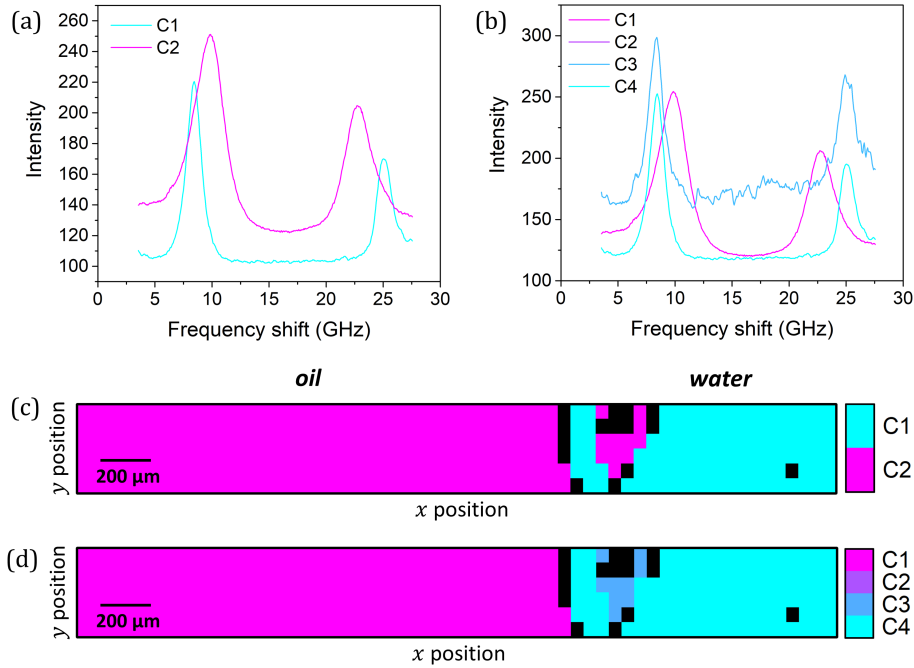 (a)
C1
C2
260
240
220
200
180
160
140
120
100
0
5
10
15
20
25
30
Intensity
Frequency shift (GHz)
(b)
C1
C2
C3
C4
300
250
200
150
100
0
5
10
15
20
25
30
Intensity
Frequency shift (GHz)
oil
water
(c)
y position
200 μm
x position
C1
C2
(d)
y position
200 μm
x position
C1
C2
C3
C4